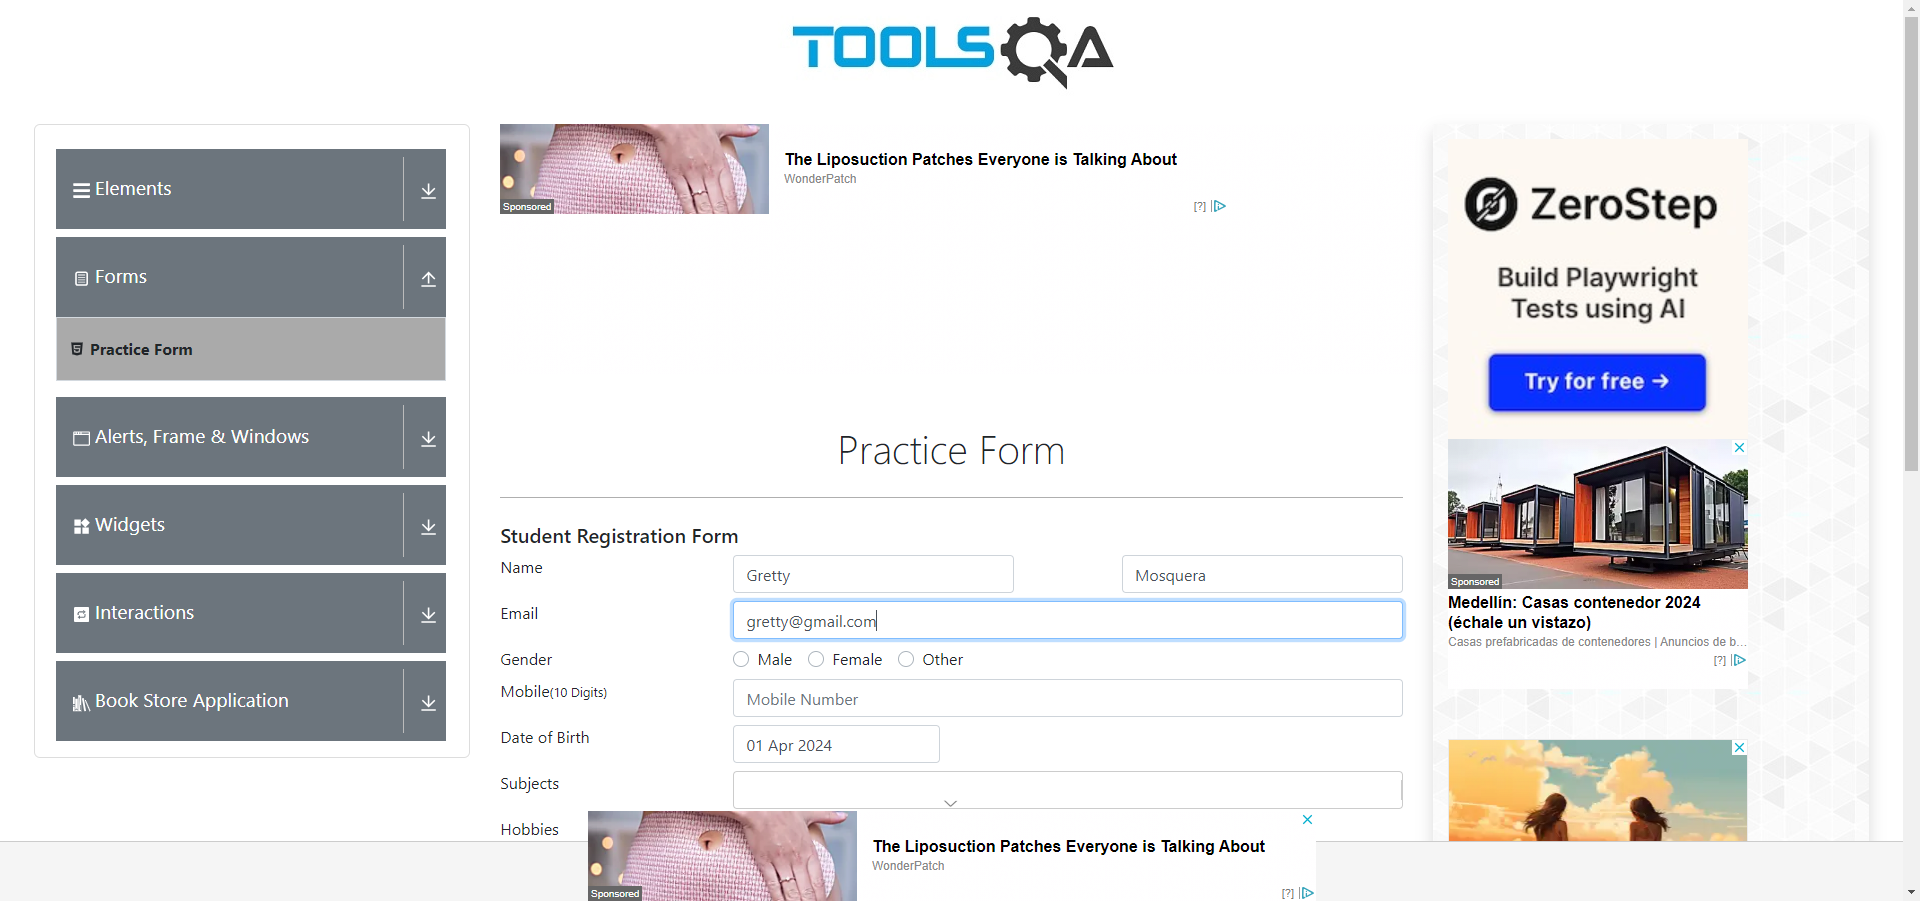 TOOLSQA
Elements
Forms
Practice Form
Alerts, Frame & Windows
Widgets
Interactions
Book Store Application
Sponsored
The Liposuction Patches Everyone is Talking About
WonderPatch
[?]
Practice Form
Student Registration Form
Name
Gretty
Mosquera
Email
gretty@gmail.com
Gender
Male
Female
Other
Mobile(10 Digits)
Mobile Number
Date of Birth
01 Apr 2024
Subjects
Hobbies
Sponsored
The Liposuction Patches Everyone is Talking About
WonderPatch
[?]
ZeroStep
Build Playwright
Tests using AI
Try for free →
Sponsored
Medellín: Casas contenedor 2024
(échale un vistazo)
Casas prefabricadas de contenedores | Anuncios de b...
[?]